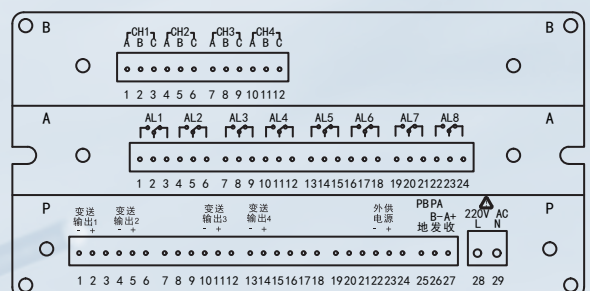 B B
CH1 CH2 CH3 CH4
A B C A B C A B C A B C
1 2 3 4 5 6 7 8 9 10 11 12
A A
AL1 AL2 AL3 AL4 AL5 AL6 AL7 AL8
1 2 3 4 5 6 7 8 9 10 11 12 13 14 15 16 17 18 19 20 21 22 23 24
P P
变送 变送 变送 变送 外供 PB PA 220V AC
输出1 输出2 输出3 输出4 电源 B- A+ L N
- + - + - + - + - + 地 发 收
1 2 3 4 5 6 7 8 9 10 11 12 13 14 15 16 17 18 19 20 21 22 23 24 25 26 27 28 29